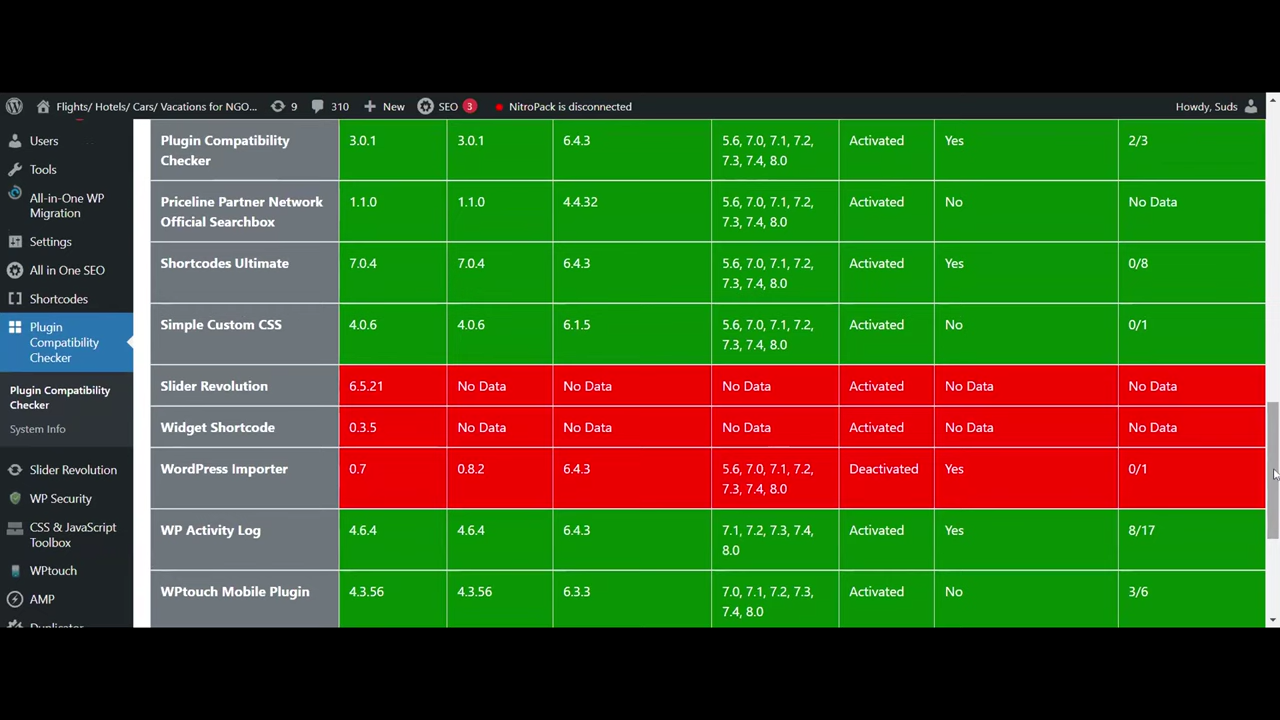 Flights/ Hotels/ Cars/ Vacations for NGO... 9 310 New SEO 3 NitroPack is disconnected Howdy, Suds
Users
Tools
All-in-One WP
Migration
Settings
All in One SEO
Shortcodes
Plugin
Compatibility
Checker
Plugin Compatibility
Checker
System Info
Slider Revolution
WP Security
CSS & JavaScript
Toolbox
WPtouch
AMP
Duplicator
Plugin Compatibility 3.0.1 3.0.1 6.4.3 5.6, 7.0, 7.1, 7.2, Activated Yes 2/3
Checker 7.3, 7.4, 8.0
Priceline Partner Network 1.1.0 1.1.0 4.4.32 5.6, 7.0, 7.1, 7.2, Activated No No Data
Official Searchbox 7.3, 7.4, 8.0
Shortcodes Ultimate 7.0.4 7.0.4 6.4.3 5.6, 7.0, 7.1, 7.2, Activated Yes 0/8
7.3, 7.4, 8.0
Simple Custom CSS 4.0.6 4.0.6 6.1.5 5.6, 7.0, 7.1, 7.2, Activated No 0/1
7.3, 7.4, 8.0
Slider Revolution 6.5.21 No Data No Data No Data Activated No Data No Data
Widget Shortcode 0.3.5 No Data No Data No Data Activated No Data No Data
WordPress Importer 0.7 0.8.2 6.4.3 5.6, 7.0, 7.1, 7.2, Deactivated Yes 0/1
7.3, 7.4, 8.0
WP Activity Log 4.6.4 4.6.4 6.4.3 7.1, 7.2, 7.3, 7.4, Activated Yes 8/17
8.0
WPtouch Mobile Plugin 4.3.56 4.3.56 6.3.3 7.0, 7.1, 7.2, 7.3, Activated No 3/6
7.4, 8.0